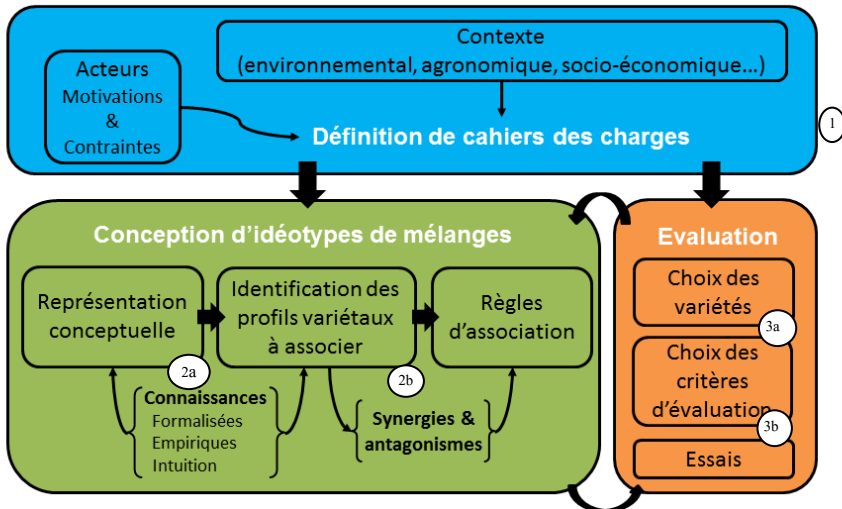 Contexte
(environnemental, agronomique, socio-économique...)
Acteurs
Motivations
&
Contraintes
Définition de cahiers des charges
1
Conception d'idéotypes de mélanges
Représentation
conceptuelle
2a
Identification des
profils variétaux
à associer
2b
Règles
d'association
Connaissances
Formalisées
Empiriques
Intuition
Synergies &
antagonismes
Evaluation
Choix des
variétés
3a
Choix des
critères
d'évaluation
3b
Essais